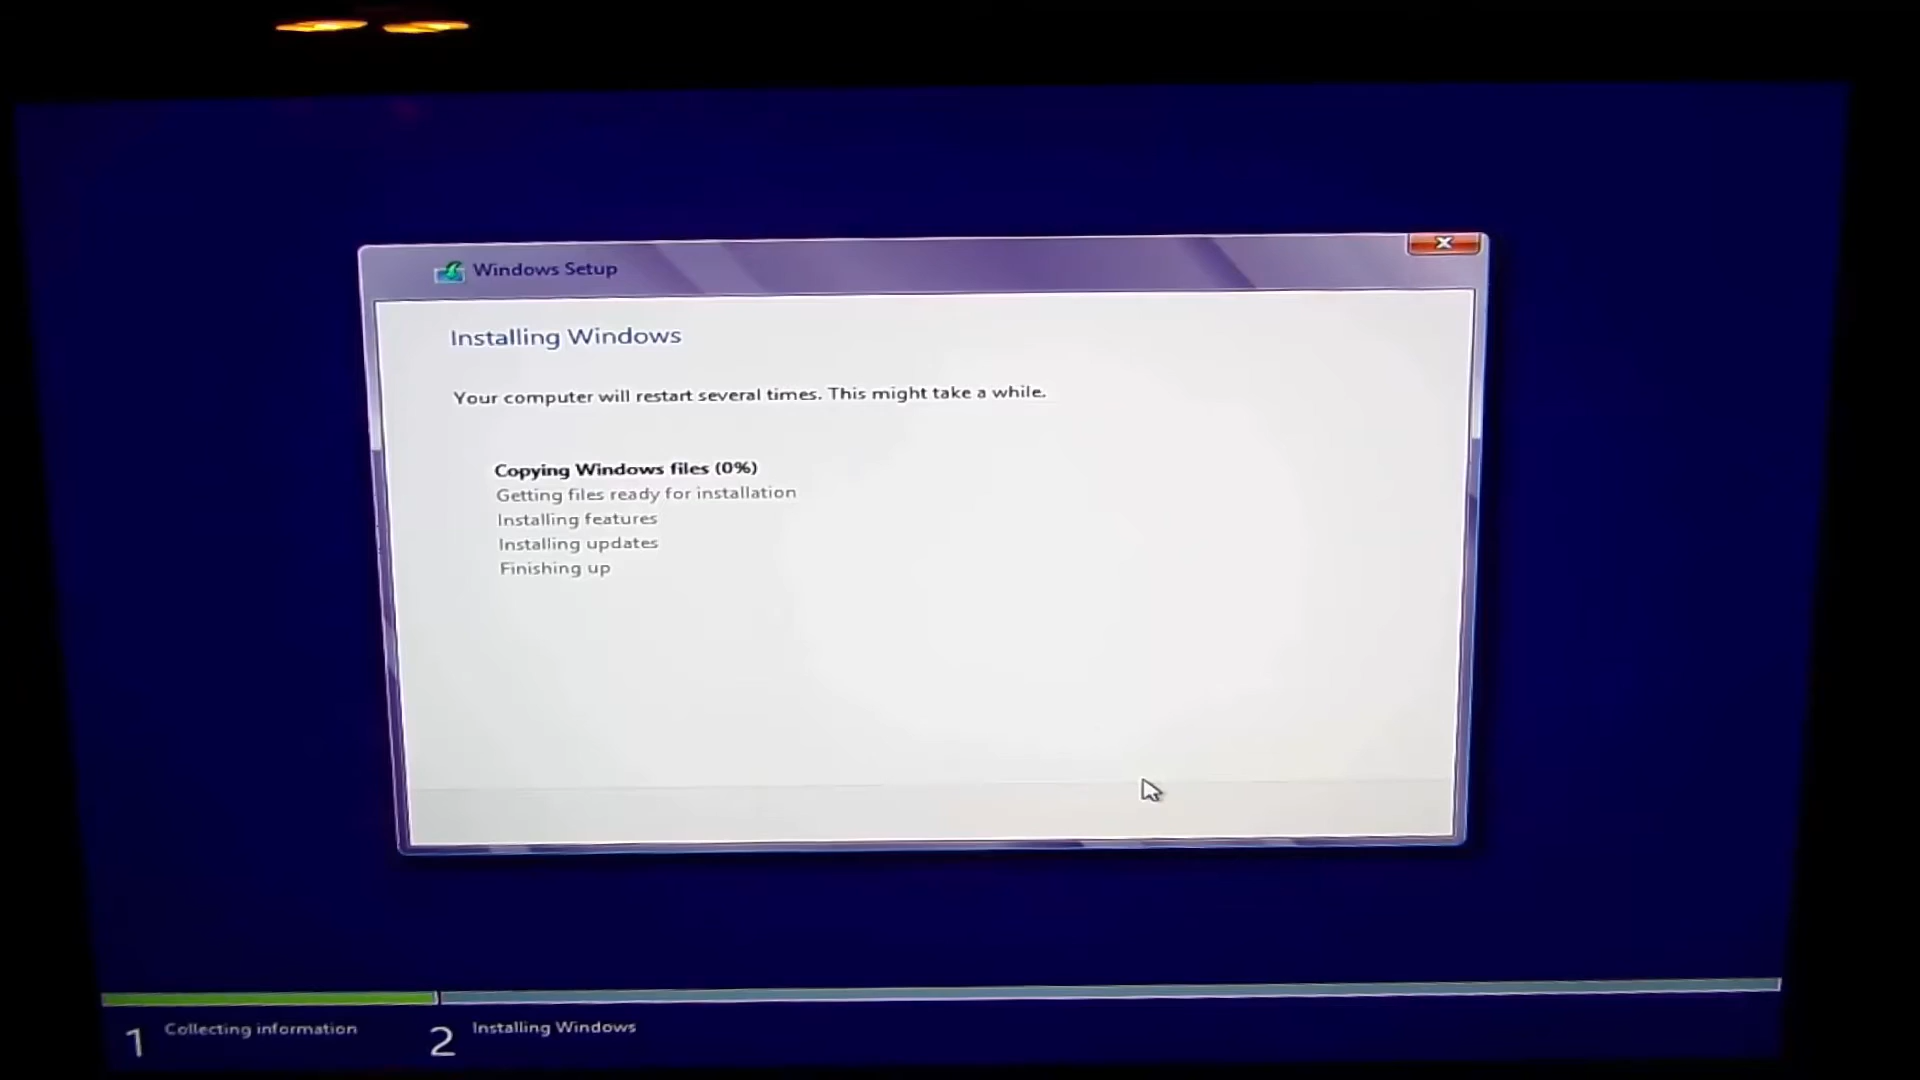 Windows Setup
Installing Windows
Your computer will restart several times. This might take a while.
Copying Windows files (0%)
Getting files ready for installation
Installing features
Installing updates
Finishing up
1 Collecting information
2 Installing Windows